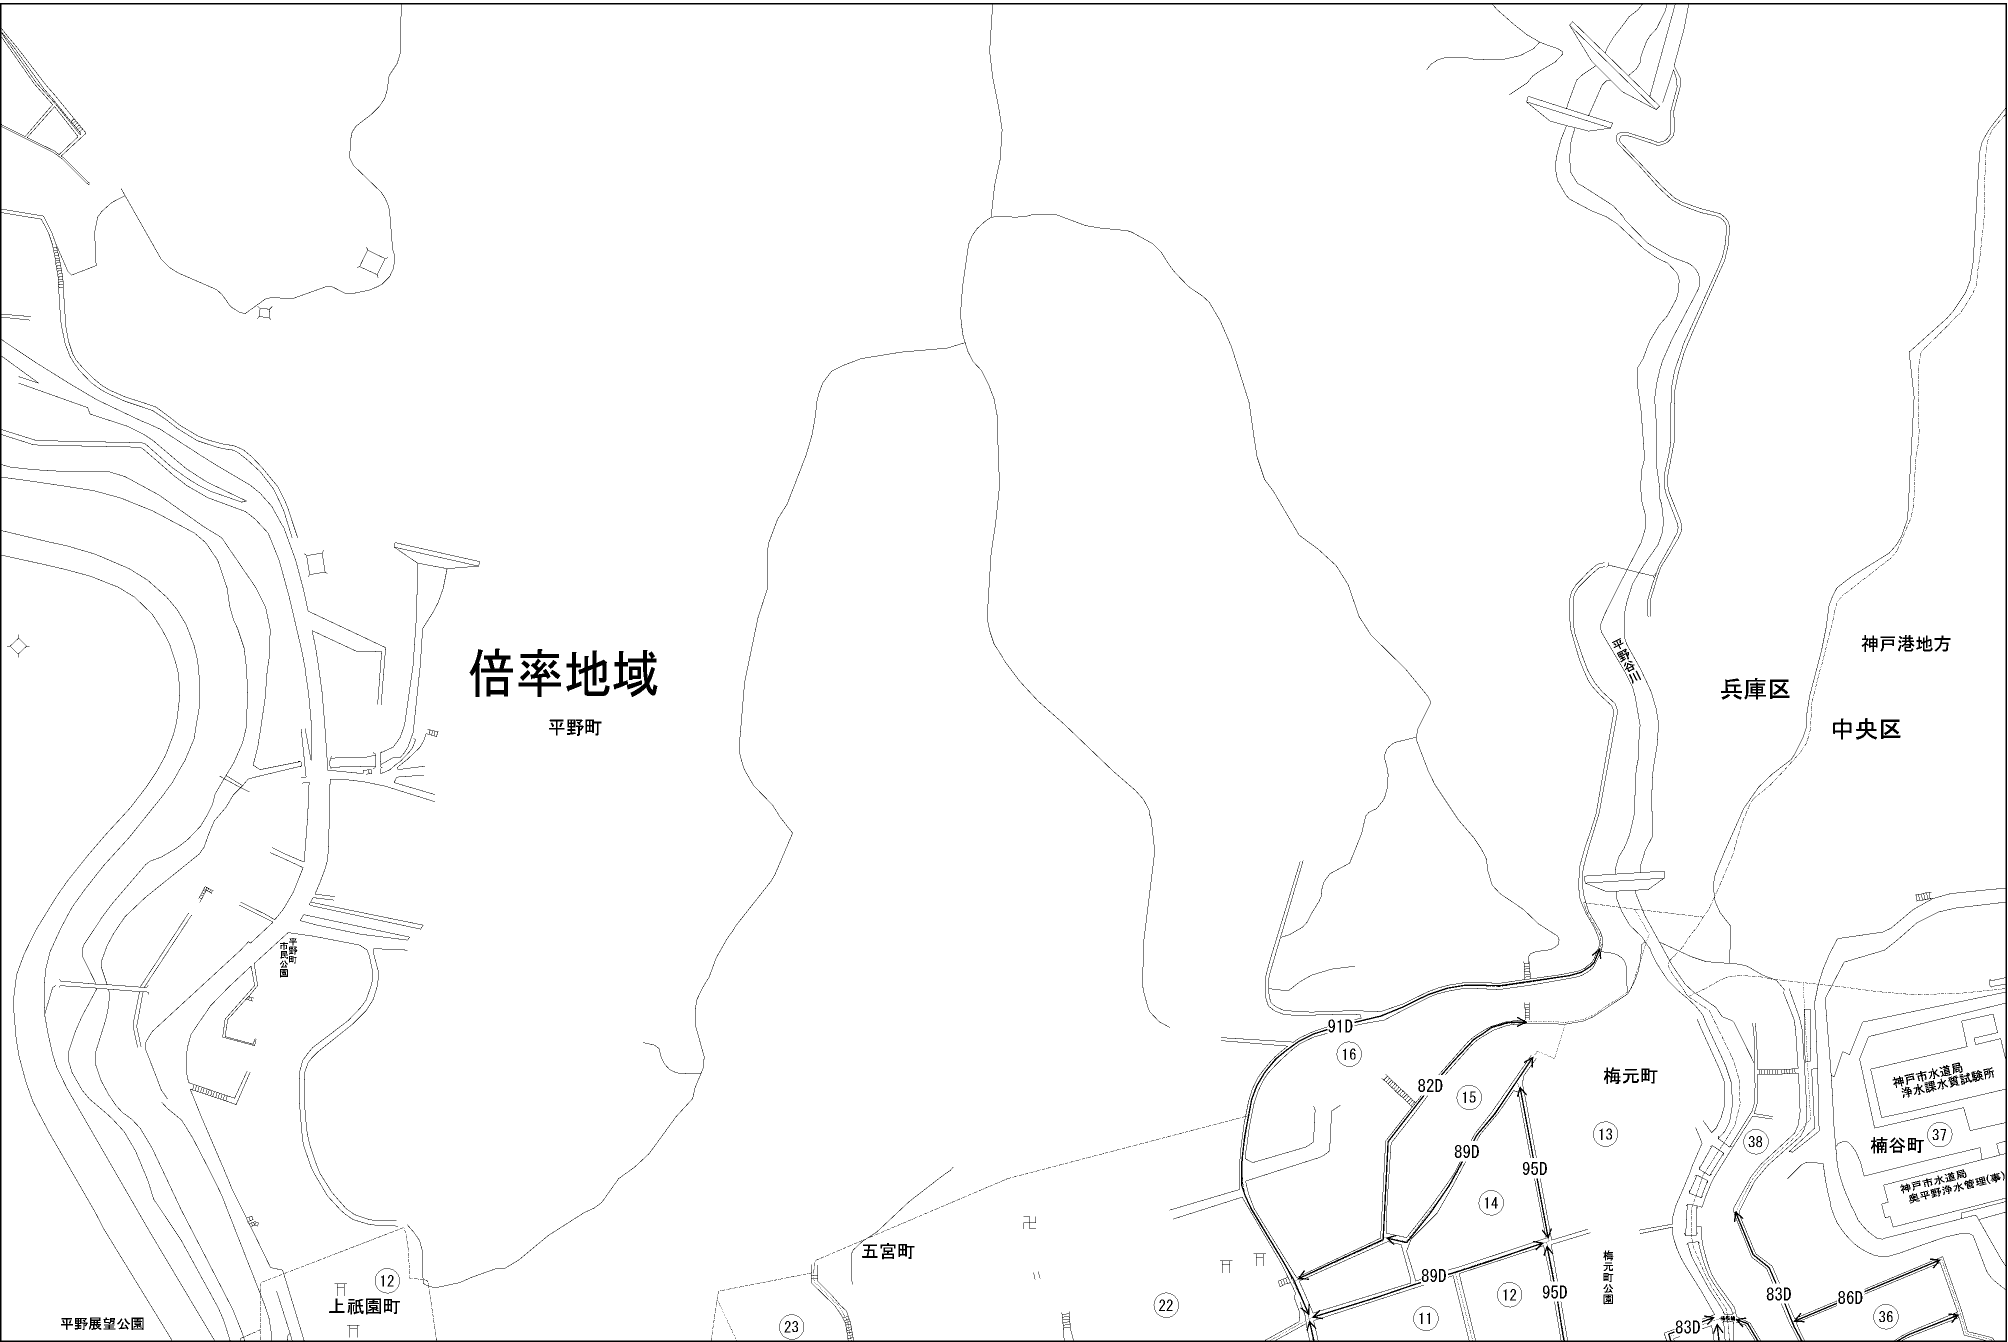 神戸港地方
兵庫区
中央区
平野谷川
倍率地域
平野町
平野町
市民公園
91D
16
82D
15
梅元町
神戸市水道局
浄水課水質試験所
13
38
楠谷町
37
89D
95D
神戸市水道局
奥平野浄水管理(事)
14
五宮町
12
上祇園町
平野展望公園
23
22
89D
11
12
95D
梅元町公園
83D
86D
36
83D